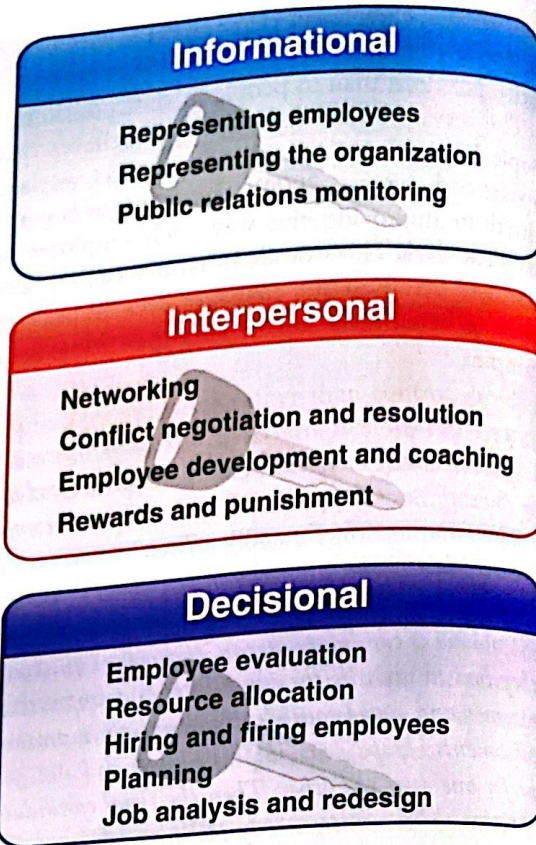 Informational
Representing employees
Representing the organization
Public relations monitoring
Interpersonal
Networking
Conflict negotiation and resolution
Employee development and coaching
Rewards and punishment
Decisional
Employee evaluation
Resource allocation
Hiring and firing employees
Planning
Job analysis and redesign